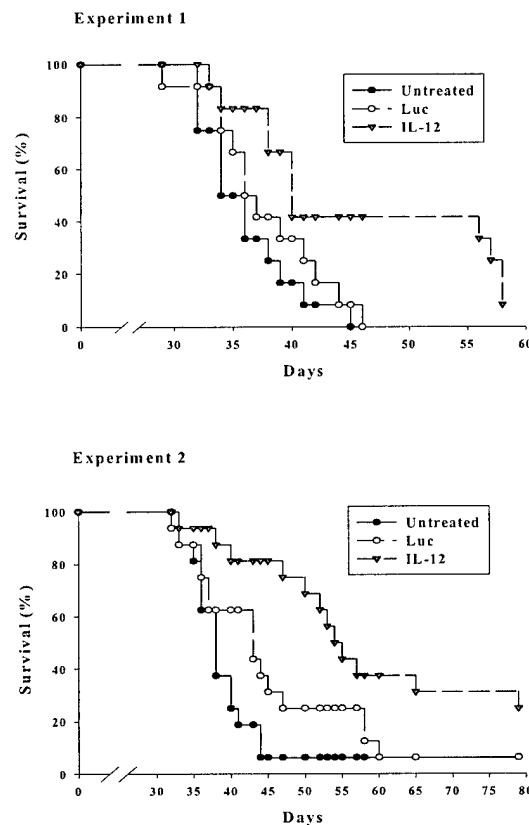 Experiment 1
Untreated
Luc
IL-12
Survival (%)
100
80
60
40
20
0
0 30 35 40 45 50 55 60
Days
Experiment 2
Untreated
Luc
IL-12
Survival (%)
100
80
60
40
20
0
0 30 35 40 45 50 55 60 65 70 75 80
Days